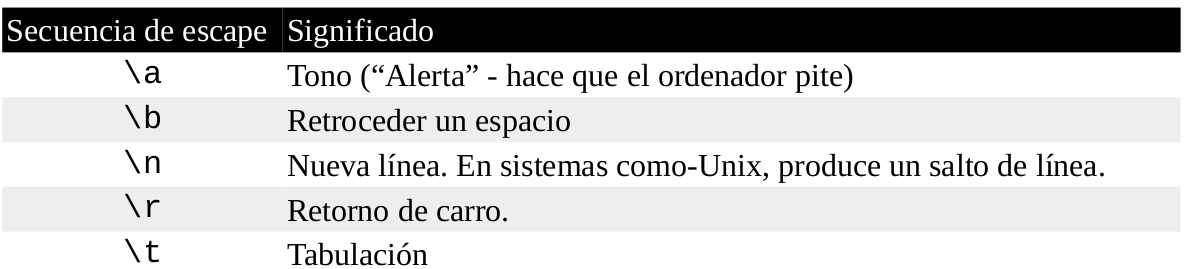 Secuencia de escape Significado
\a Tono (“Alerta” - hace que el ordenador pite)
\b Retroceder un espacio
\n Nueva línea. En sistemas como-Unix, produce un salto de línea.
\r Retorno de carro.
\t Tabulación